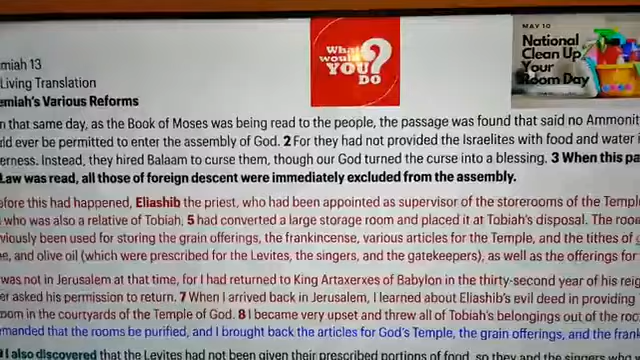 What
would
YOU
DO
?
MAY 10
National
Clean Up
Your
Room Day
miah 13
Living Translation
emiah's Various Reforms
n that same day, as the Book of Moses was being read to the people, the passage was found that said no Ammonit
ld ever be permitted to enter the assembly of God. 2 For they had not provided the Israelites with food and water i
erness. Instead, they hired Balaam to curse them, though our God turned the curse into a blessing. 3 When this pa
Law was read, all those of foreign descent were immediately excluded from the assembly.
efore this had happened, Eliashib the priest, who had been appointed as supervisor of the storerooms of the Templ
who was also a relative of Tobiah, 5 had converted a large storage room and placed it at Tobiah's disposal. The roo
viously been used for storing the grain offerings, the frankincense, various articles for the Temple, and the tithes of g
e, and olive oil (which were prescribed for the Levites, the singers, and the gatekeepers), as well as the offerings for
was not in Jerusalem at that time, for I had returned to King Artaxerxes of Babylon in the thirty-second year of his reig
er asked his permission to return. 7 When I arrived back in Jerusalem, I learned about Eliashib's evil deed in providing
oom in the courtyards of the Temple of God. 8 I became very upset and threw all of Tobiah's belongings out of the roo
emanded that the rooms be purified, and I brought back the articles for God's Temple, the grain offerings, and the frank
I also discovered that the Levites had not been given their prescribed portions of food, so they and the singers who